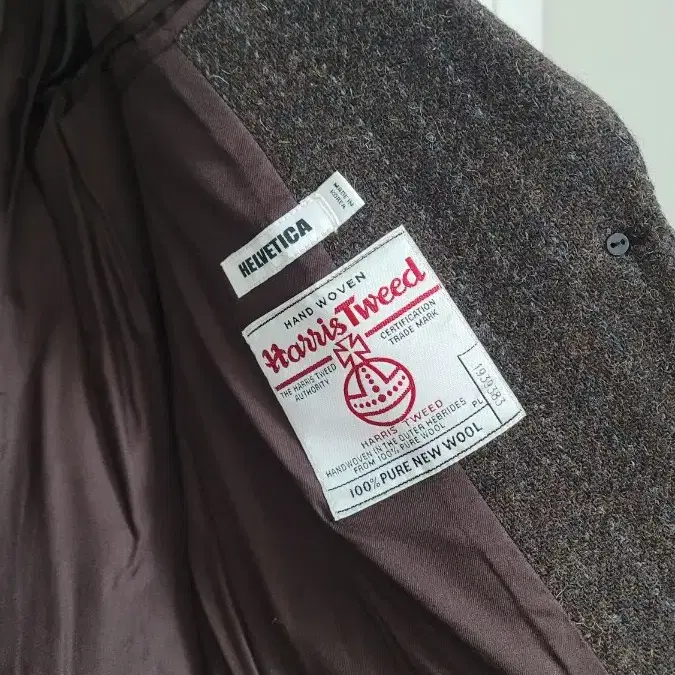 MADE IN
KOREA
HELVETICA
HAND WOVEN
Harris Tweed
THE HARRIS TWEED
AUTHORITY
CERTIFICATION
TRADE MARK
HARRIS TWEED
HANDWOVEN IN THE OUTER HEBRIDES
FROM 100% PURE WOOL
PL
1939383
100% PURE NEW WOOL